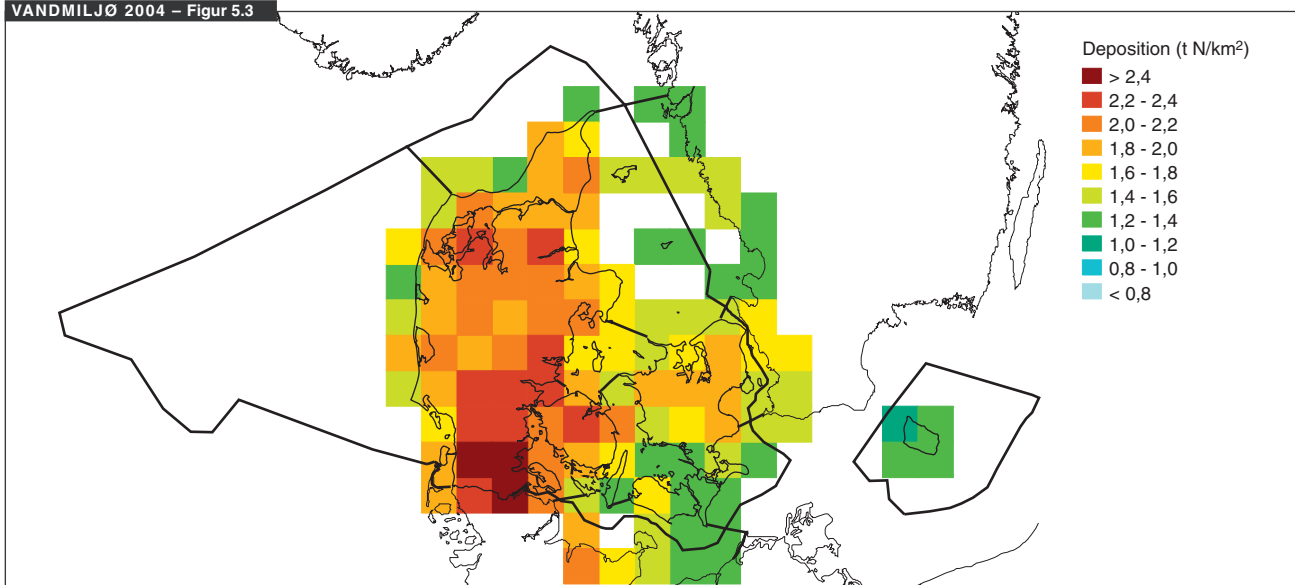 VANDMILJØ 2004 – Figur 5.3
Deposition (t N/km²)
> 2,4
2,2 - 2,4
2,0 - 2,2
1,8 - 2,0
1,6 - 1,8
1,4 - 1,6
1,2 - 1,4
1,0 - 1,2
0,8 - 1,0
< 0,8